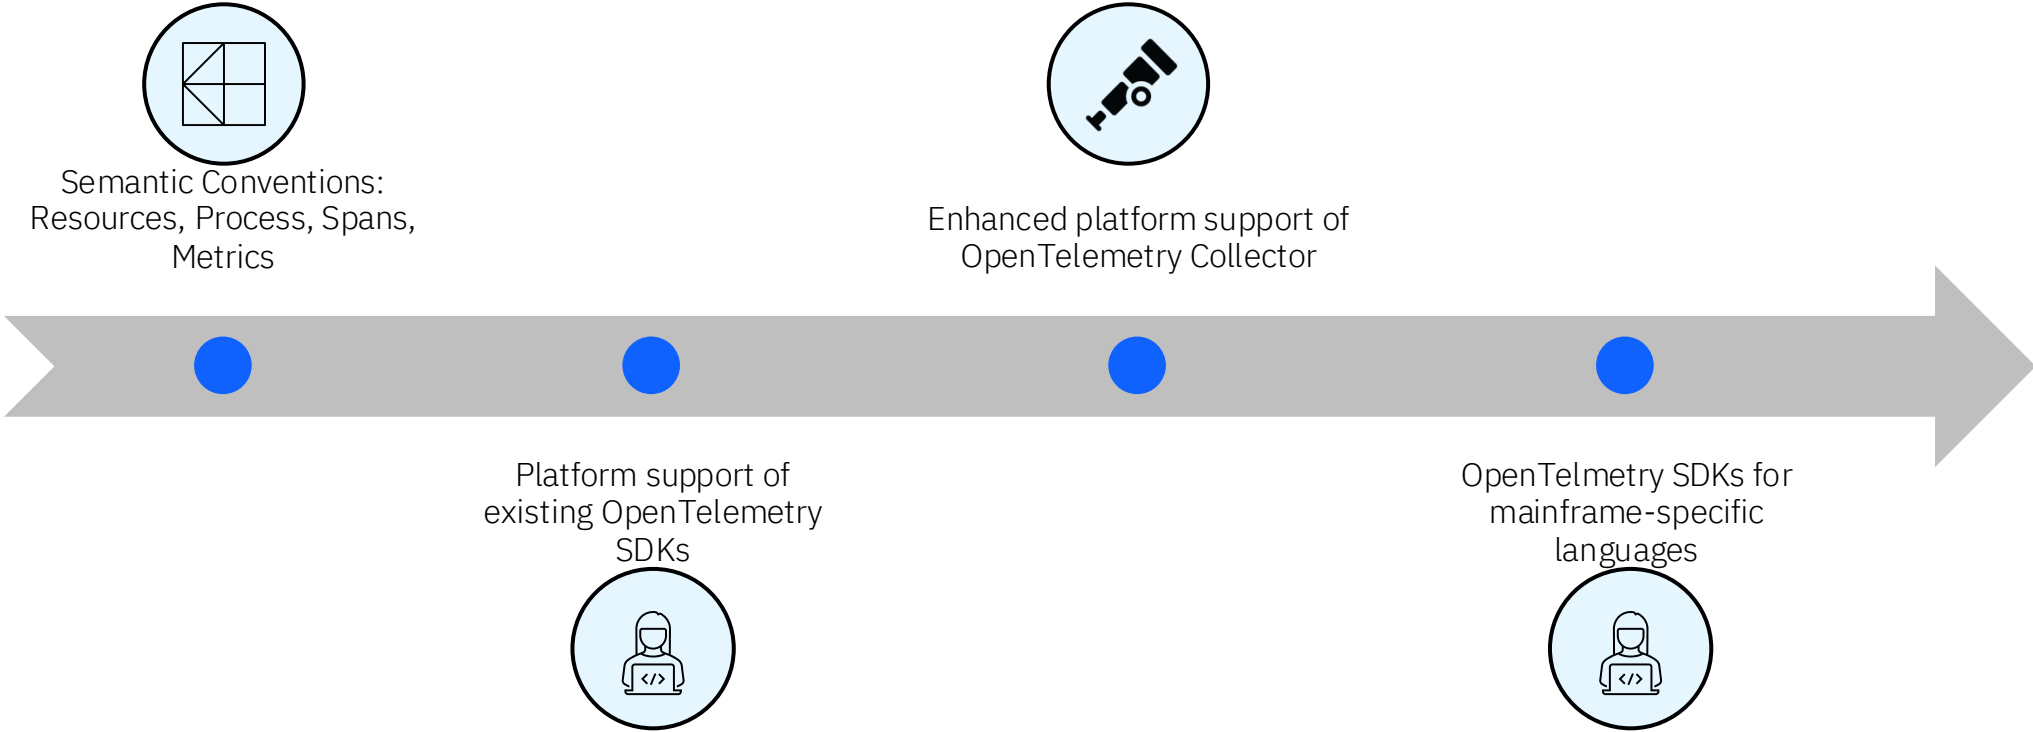 Semantic Conventions:
Resources, Process, Spans,
Metrics
Platform support of
existing OpenTelemetry
SDKs
</>
Enhanced platform support of
OpenTelemetry Collector
OpenTelmetry SDKs for
mainframe-specific
languages
</>